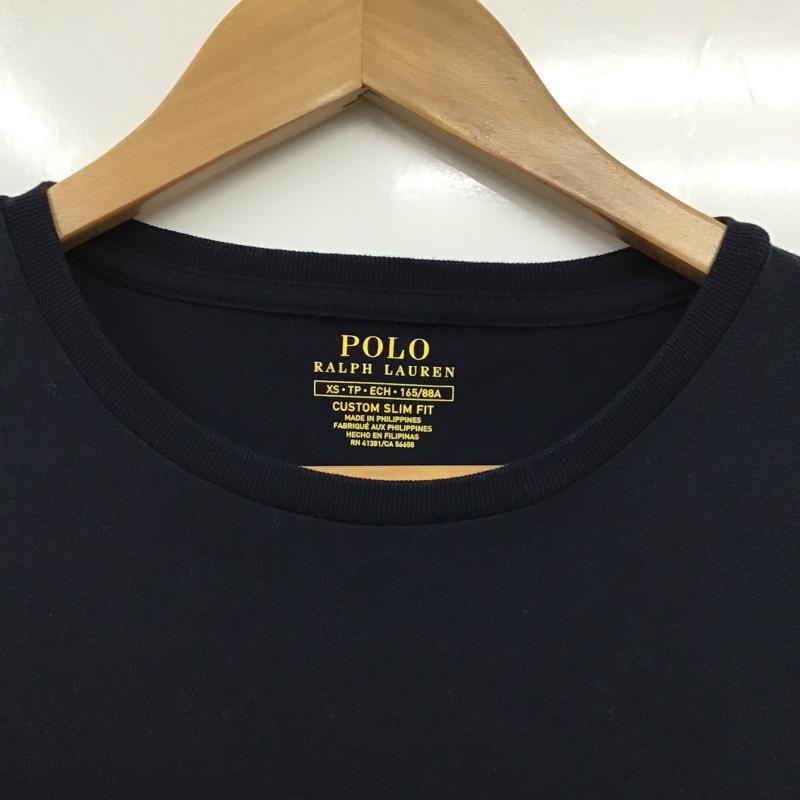 POLO
RALPH LAUREN
XS • TP • ECH • 165/88A
CUSTOM SLIM FIT
MADE IN PHILIPPINES
FABRIQUÉ AUX PHILIPPINES
HECHO EN FILIPINAS
RN 41381/CA 56658